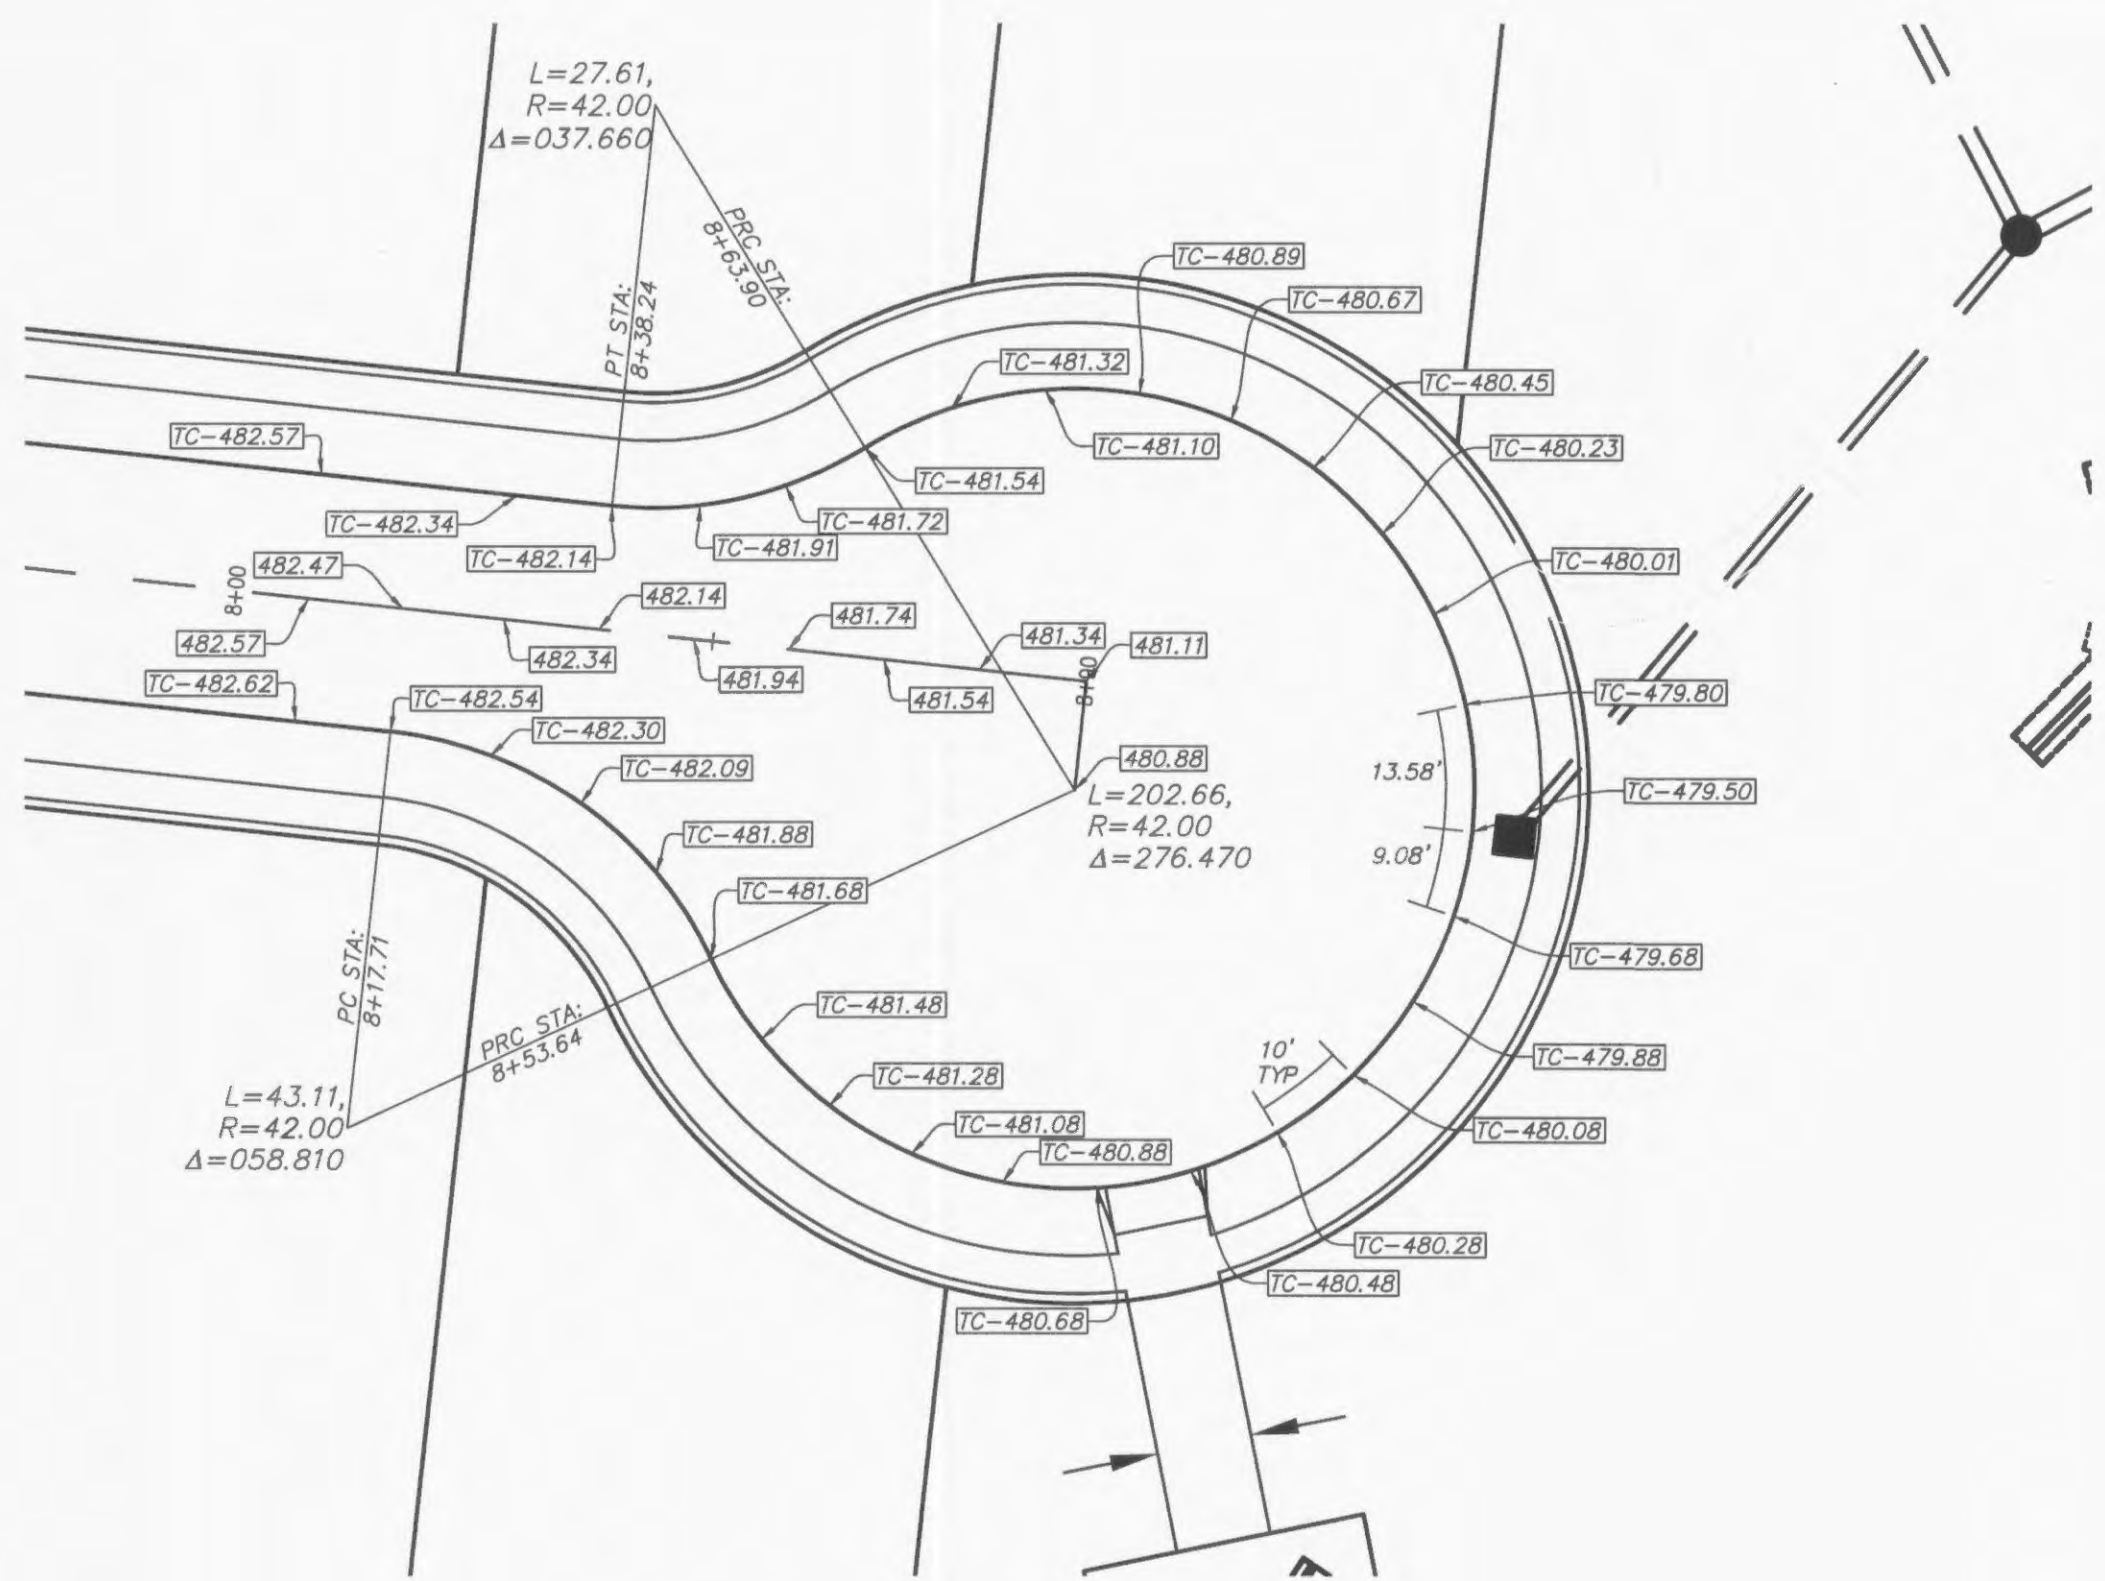 L=27.61,
R=42.00
Δ=037.660
PRC STA:
8+63.90
PT STA:
8+38.24
TC-480.89
TC-480.67
TC-481.32
TC-480.45
TC-482.57
TC-481.10
TC-480.23
TC-481.54
TC-482.34
TC-481.72
TC-481.91
TC-482.14
TC-480.01
8+00
482.47
482.14
481.74
481.34
481.11
482.57
482.34
481.94
481.54
8+90
TC-482.62
TC-482.54
TC-479.80
TC-482.30
TC-482.09
480.88
L=202.66,
R=42.00
Δ=276.470
13.58'
TC-479.50
9.08'
TC-481.88
TC-481.68
PC STA:
8+17.71
TC-479.68
TC-481.48
PRC STA:
8+53.64
10'
TYP
TC-479.88
TC-481.28
L=43.11,
R=42.00
Δ=058.810
TC-481.08
TC-480.08
TC-480.88
TC-480.28
TC-480.48
TC-480.68